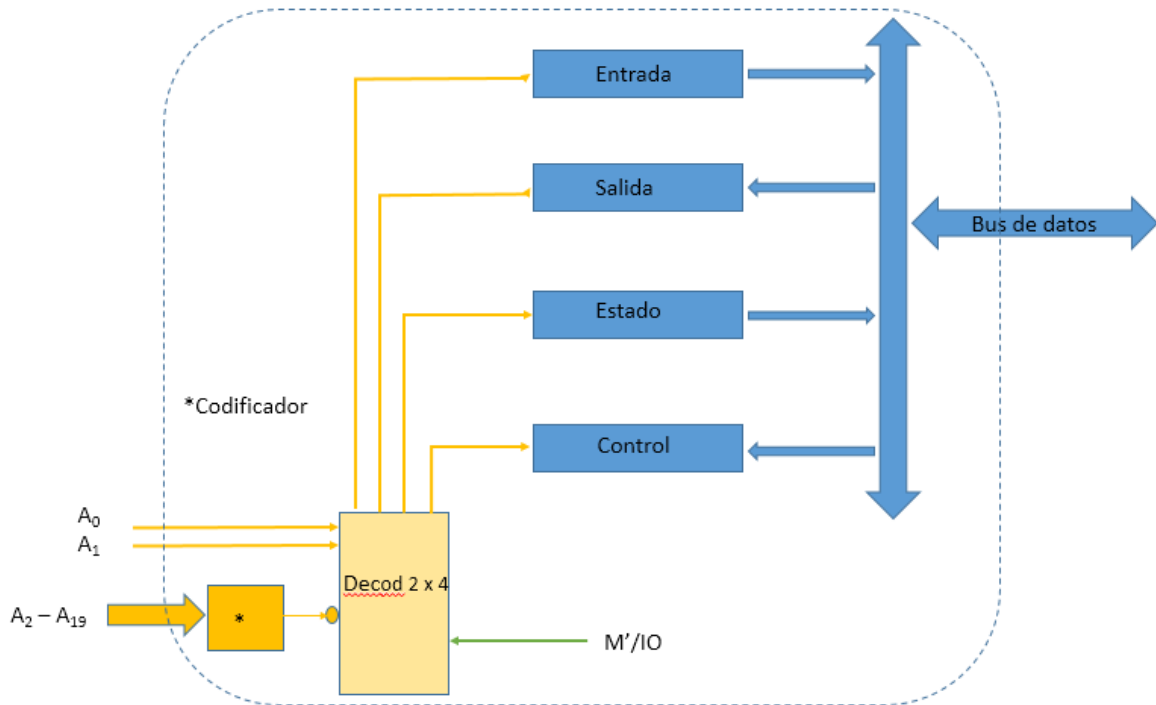 Entrada
Salida
Bus de datos
Estado
*Codificador
Control
A₀
A₁
Decod 2 x 4
A₂ – A₁₉
*
M'/IO